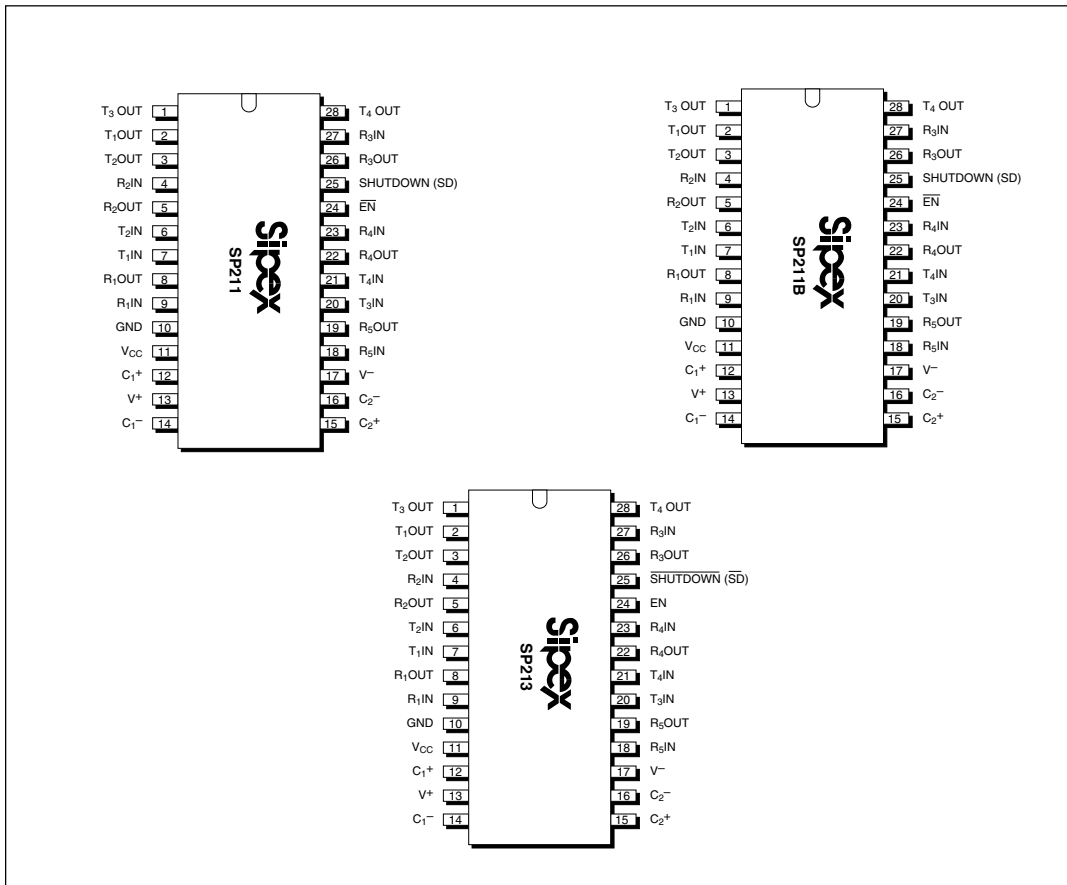 T₃ OUT 1 28 T₄ OUT
T₁OUT 2 27 R₃IN
T₂OUT 3 26 R₃OUT
R₂IN 4 25 SHUTDOWN (SD)
R₂OUT 5 24 E̅N̅
T₂IN 6 23 R₄IN
T₁IN 7 22 R₄OUT
R₁OUT 8 21 T₄IN
R₁IN 9 20 T₃IN
GND 10 19 R₅OUT
V_CC 11 18 R₅IN
C₁+ 12 17 V–
V+ 13 16 C₂–
C₁– 14 15 C₂+
Sipex
SP211
T₃ OUT 1 28 T₄ OUT
T₁OUT 2 27 R₃IN
T₂OUT 3 26 R₃OUT
R₂IN 4 25 SHUTDOWN (SD)
R₂OUT 5 24 E̅N̅
T₂IN 6 23 R₄IN
T₁IN 7 22 R₄OUT
R₁OUT 8 21 T₄IN
R₁IN 9 20 T₃IN
GND 10 19 R₅OUT
V_CC 11 18 R₅IN
C₁+ 12 17 V–
V+ 13 16 C₂–
C₁– 14 15 C₂+
Sipex
SP211B
T₃ OUT 1 28 T₄ OUT
T₁OUT 2 27 R₃IN
T₂OUT 3 26 R₃OUT
R₂IN 4 25 S̅H̅U̅T̅D̅O̅W̅N̅ (S̅D̅)
R₂OUT 5 24 EN
T₂IN 6 23 R₄IN
T₁IN 7 22 R₄OUT
R₁OUT 8 21 T₄IN
R₁IN 9 20 T₃IN
GND 10 19 R₅OUT
V_CC 11 18 R₅IN
C₁+ 12 17 V–
V+ 13 16 C₂–
C₁– 14 15 C₂+
Sipex
SP213